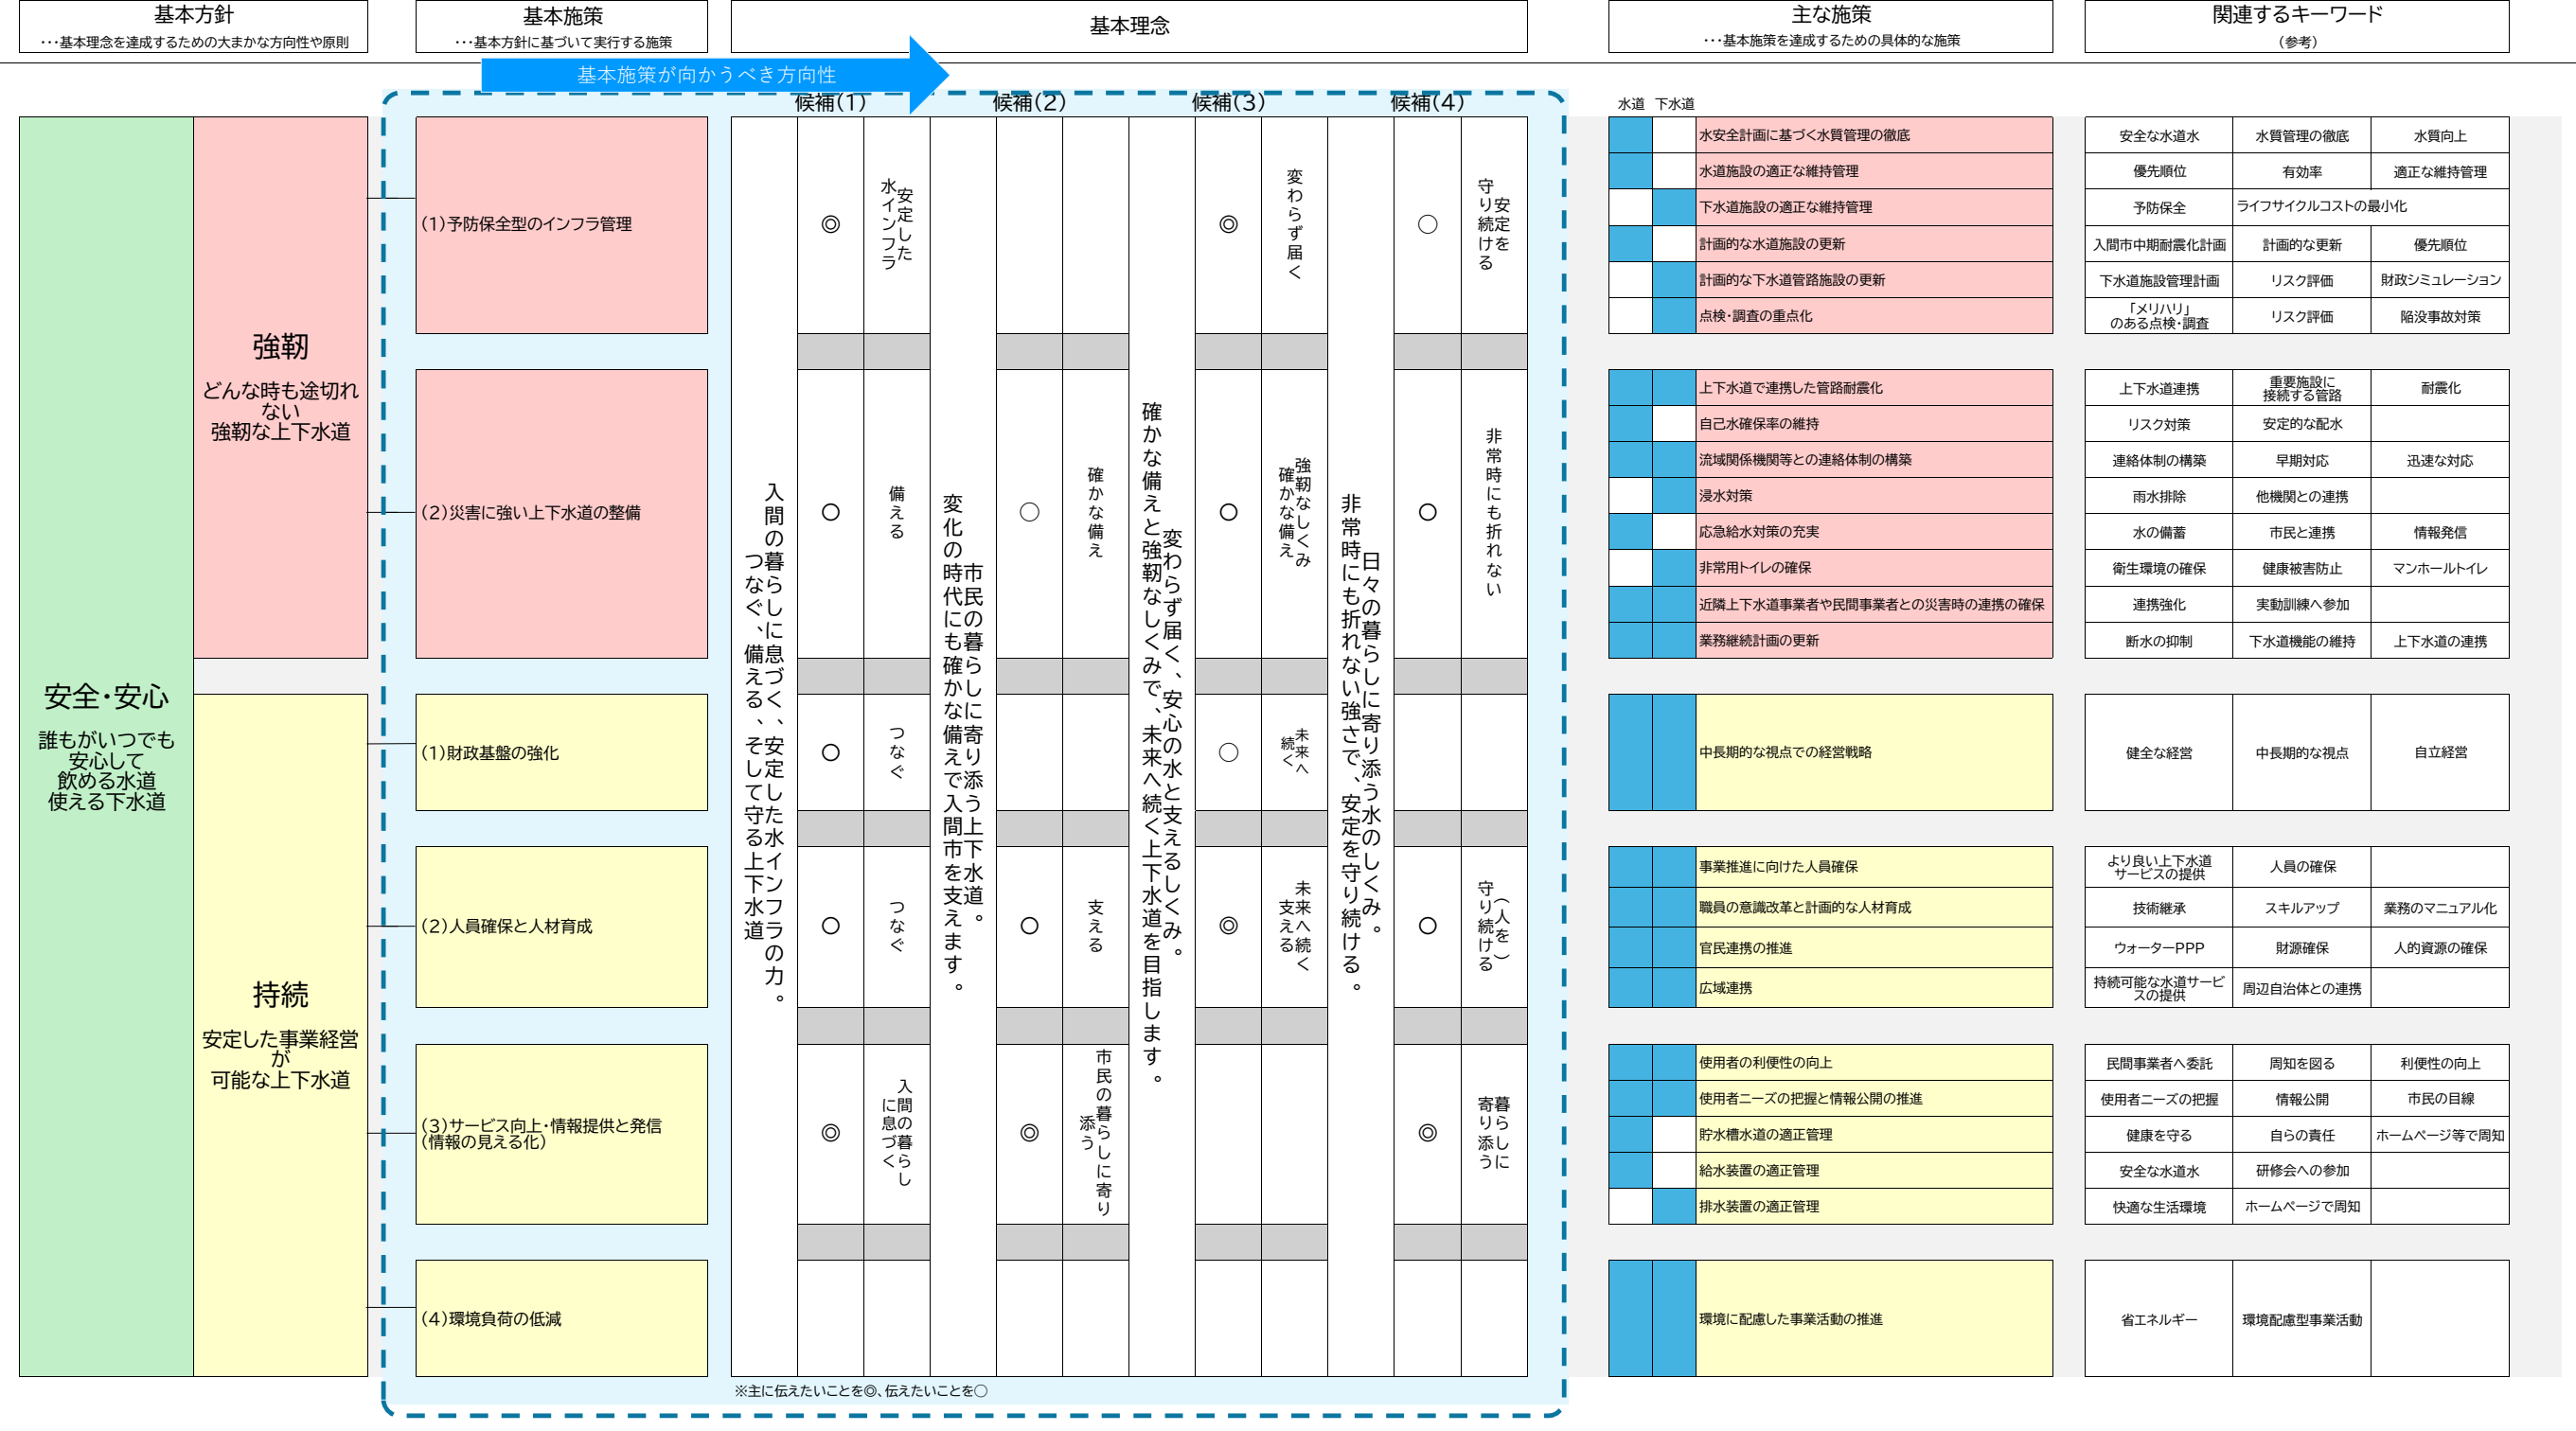 基本方針
･･･基本理念を達成するための大まかな方向性や原則
基本施策
･･･基本方針に基づいて実行する施策
基本理念
主な施策
･･･基本施策を達成するための具体的な施策
関連するキーワード
（参考）
基本施策が向かうべき方向性
候補（1）
候補（2）
候補（3）
候補（4）
水道
下水道
安全・安心
誰もがいつでも
安心して
飲める水道
使える下水道
強靭
どんな時も途切れ
ない
強靭な上下水道
持続
安定した事業経営
が
可能な上下水道
（1）予防保全型のインフラ管理
（2）災害に強い上下水道の整備
（1）財政基盤の強化
（2）人員確保と人材育成
（3）サービス向上・情報提供と発信
（情報の見える化）
（4）環境負荷の低減
入間の暮らしに息づく、安定した水インフラの力。
つなぐ、備える、そして守る上下水道
◎
安定した
水インフラ
〇
備える
〇
つなぐ
〇
つなぐ
◎
入間の暮らし
に息づく
市民の暮らしに寄り添う上下水道。
変化の時代にも確かな備えで入間市を支えます。
〇
確かな備え
〇
支える
◎
市民の暮らしに寄り
添う
変わらず届く、安心の水と支えるしくみ。
確かな備えと強靭なしくみで、未来へ続く上下水道を目指します。
◎
変わらず届く
〇
強靭なしくみ
確かな備え
〇
未来へ
続く
◎
未来へ続く
支える
日々の暮らしに寄り添う水のしくみ。
非常時にも折れない強さで、安定を守り続ける。
〇
安定を
守り続ける
〇
非常時にも折れない
〇
（人を）
守り続ける
◎
暮らしに
寄り添う
※主に伝えたいことを◎、伝えたいことを〇
水安全計画に基づく水質管理の徹底
安全な水道水
水質管理の徹底
水質向上
水道施設の適正な維持管理
優先順位
有効率
適正な維持管理
下水道施設の適正な維持管理
予防保全
ライフサイクルコストの最小化
計画的な水道施設の更新
入間市中期耐震化計画
計画的な更新
優先順位
計画的な下水道管路施設の更新
下水道施設管理計画
リスク評価
財政シミュレーション
点検・調査の重点化
「メリハリ」
のある点検・調査
リスク評価
陥没事故対策
上下水道で連携した管路耐震化
上下水道連携
重要施設に
接続する管路
耐震化
自己水確保率の維持
リスク対策
安定的な配水
流域関係機関等との連絡体制の構築
連絡体制の構築
早期対応
迅速な対応
浸水対策
雨水排除
他機関との連携
応急給水対策の充実
水の備蓄
市民と連携
情報発信
非常用トイレの確保
衛生環境の確保
健康被害防止
マンホールトイレ
近隣上下水道事業者や民間事業者との災害時の連携の確保
連携強化
実動訓練へ参加
業務継続計画の更新
断水の抑制
下水道機能の維持
上下水道の連携
中長期的な視点での経営戦略
健全な経営
中長期的な視点
自立経営
事業推進に向けた人員確保
より良い上下水道
サービスの提供
人員の確保
職員の意識改革と計画的な人材育成
技術継承
スキルアップ
業務のマニュアル化
官民連携の推進
ウォーターPPP
財源確保
人的資源の確保
広域連携
持続可能な水道サービ
スの提供
周辺自治体との連携
使用者の利便性の向上
民間事業者へ委託
周知を図る
利便性の向上
使用者ニーズの把握と情報公開の推進
使用者ニーズの把握
情報公開
市民の目線
貯水槽水道の適正管理
健康を守る
自らの責任
ホームページ等で周知
給水装置の適正管理
安全な水道水
研修会への参加
排水装置の適正管理
快適な生活環境
ホームページで周知
環境に配慮した事業活動の推進
省エネルギー
環境配慮型事業活動